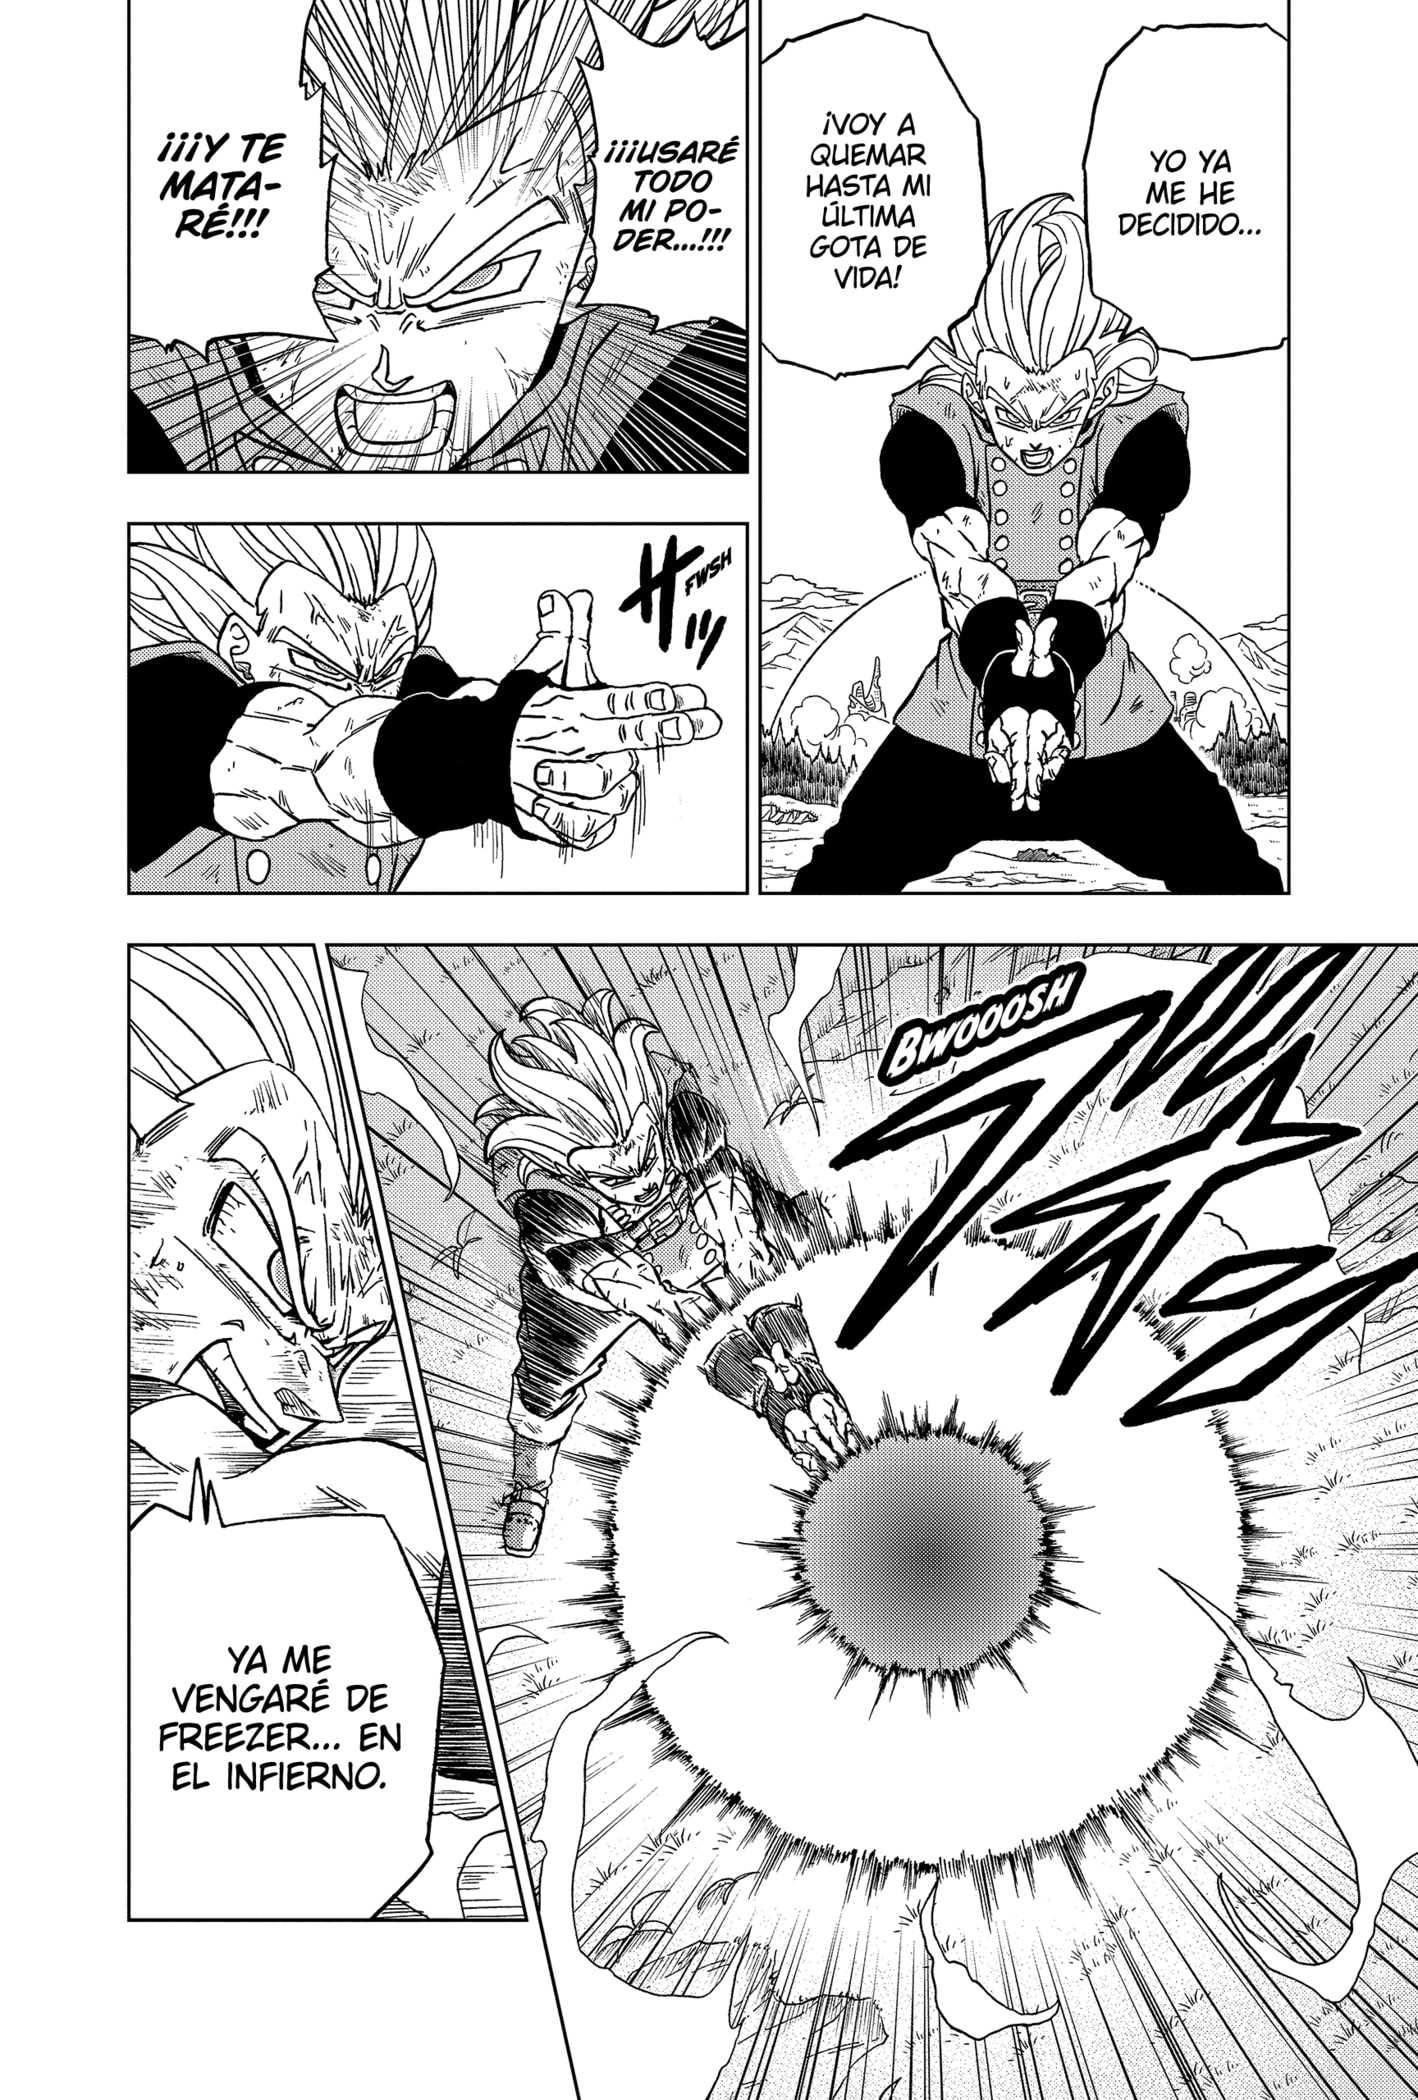 YO YA
ME HE
DECIDIDO...
¡VOY A
QUEMAR
HASTA MI
ÚLTIMA
GOTA DE
VIDA!
¡¡¡USARÉ
TODO
MI PO-
DER...!!!
¡¡¡Y TE
MATA-
RÉ!!!
FWSH
BWOOOSH
YA ME
VENGARÉ DE
FREEZER... EN
EL INFIERNO.